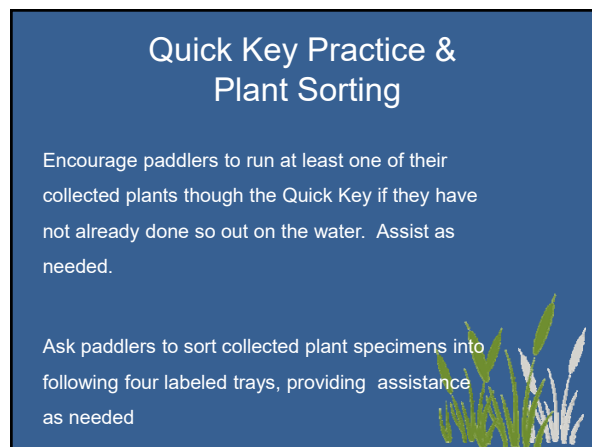 Quick Key Practice &
Plant Sorting
Encourage paddlers to run at least one of their
collected plants though the Quick Key if they have
not already done so out on the water.  Assist as
needed.
Ask paddlers to sort collected plant specimens into
following four labeled trays, providing  assistance
as needed